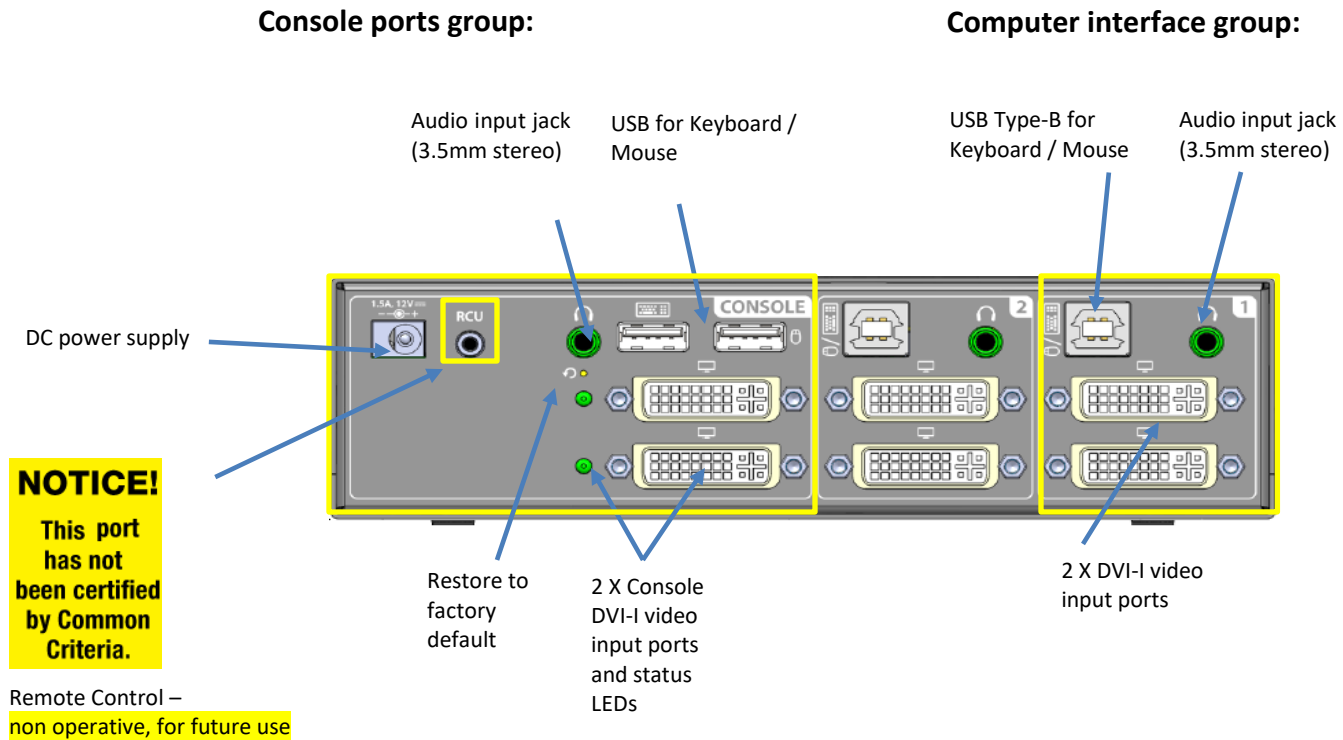 Console ports group:
Computer interface group:
Audio input jack
(3.5mm stereo)
USB for Keyboard /
Mouse
USB Type-B for
Keyboard / Mouse
Audio input jack
(3.5mm stereo)
DC power supply
1.5A, 12V
- +
RCU
CONSOLE
2
1
NOTICE!
This port
has not
been certified
by Common
Criteria.
Remote Control –
non operative, for future use
Restore to
factory
default
2 X Console
DVI-I video
input ports
and status
LEDs
2 X DVI-I video
input ports